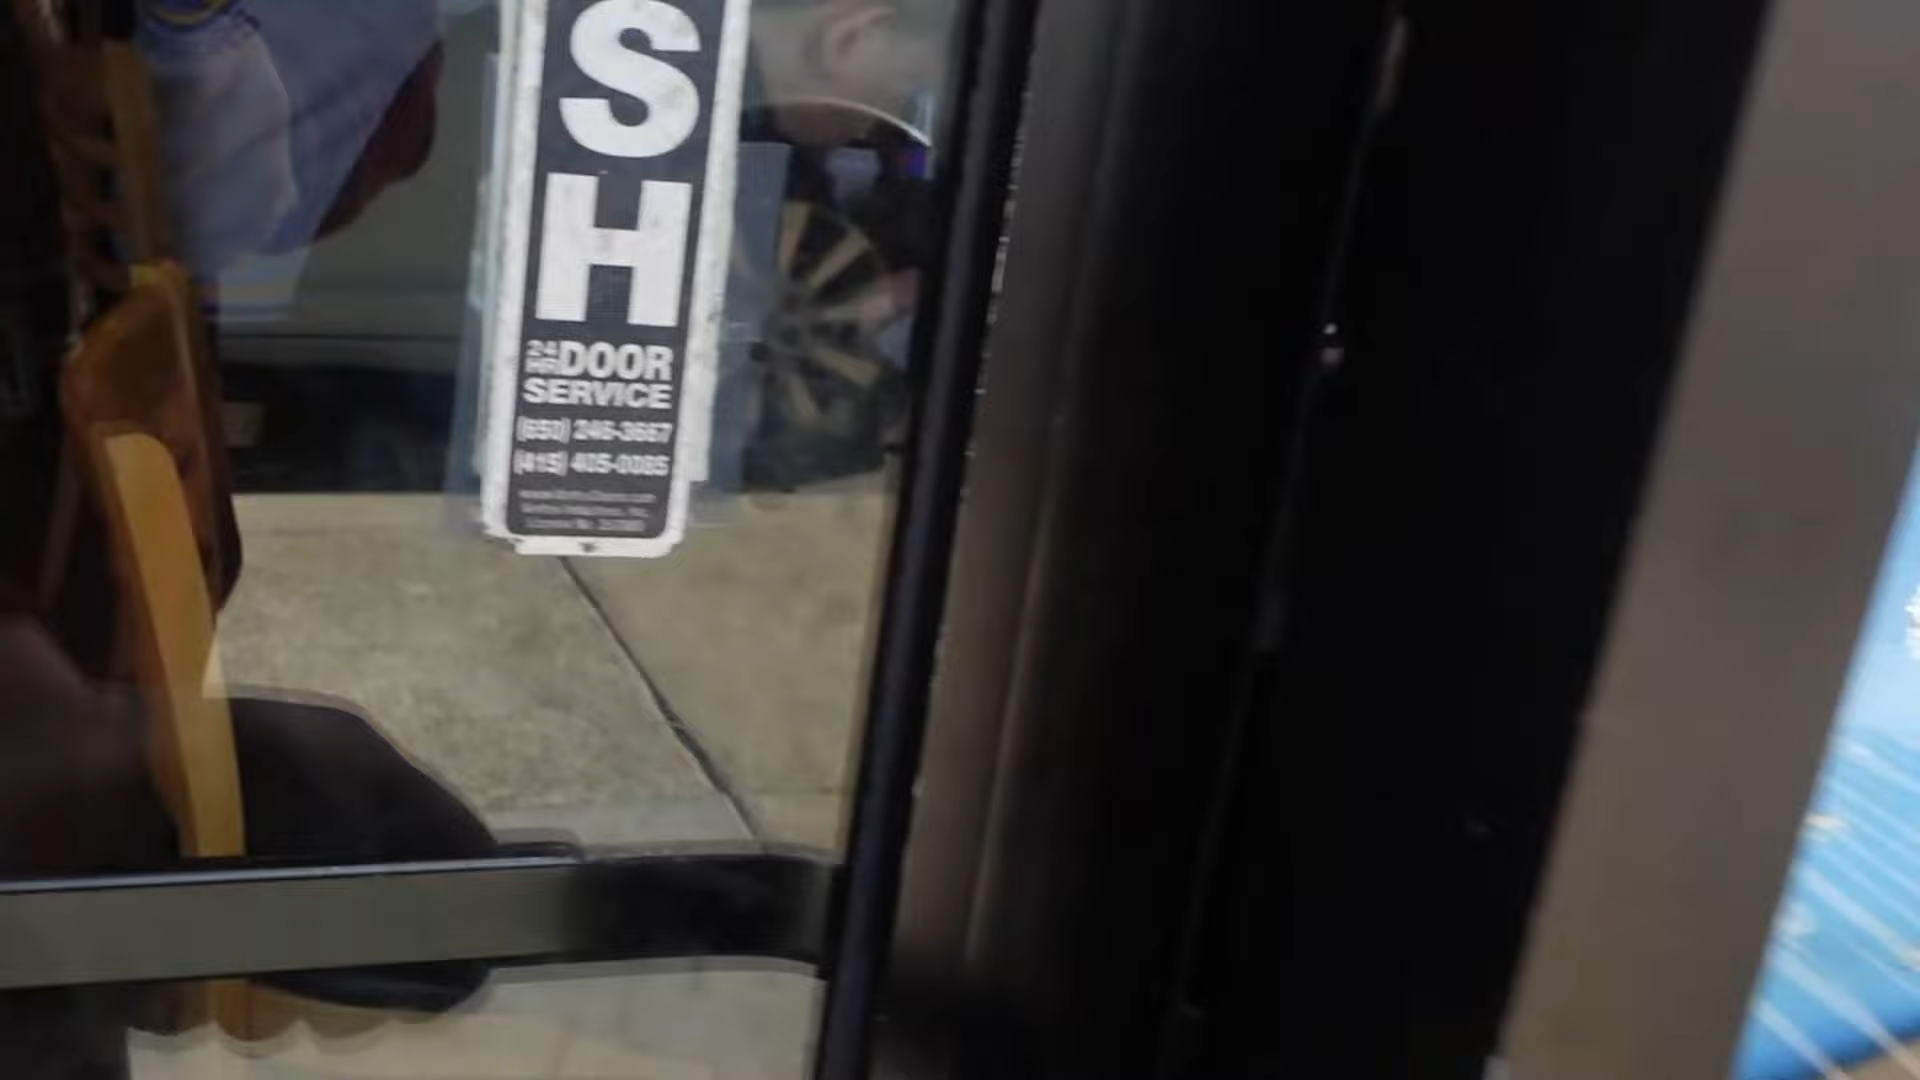 S
H
24 HR DOOR
SERVICE
(650) 246-3667
(415) 405-0085